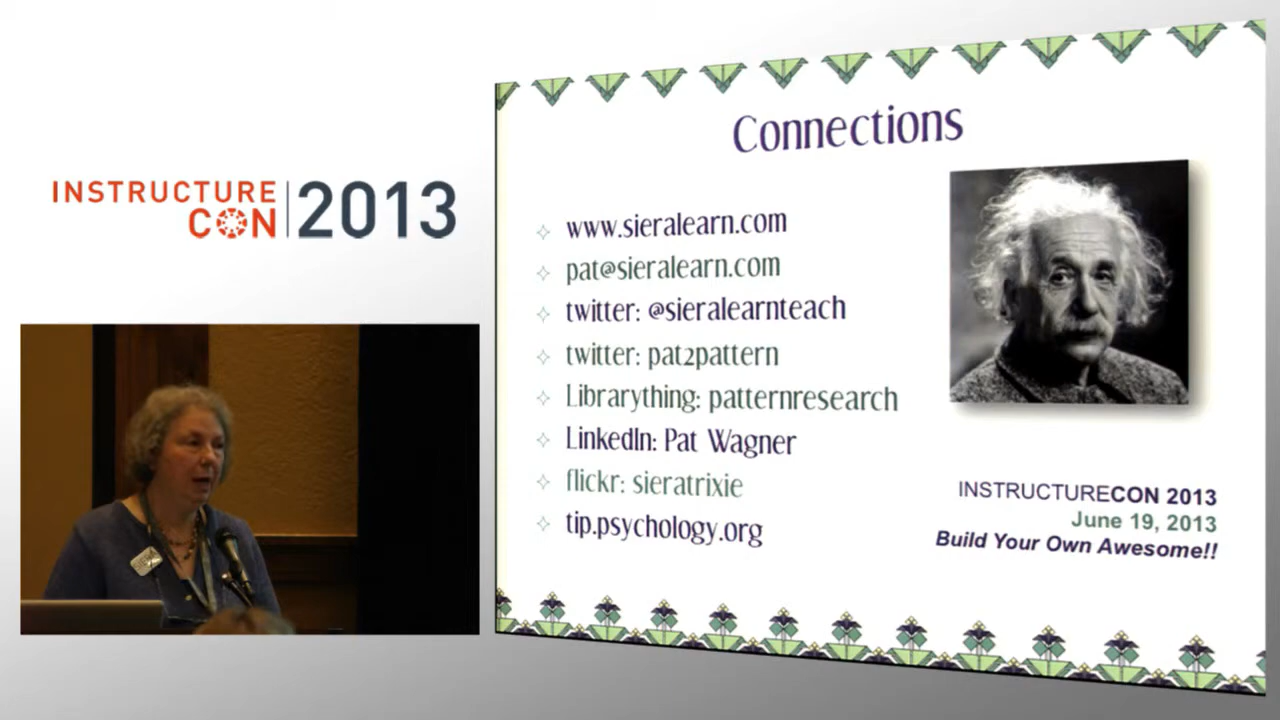 INSTRUCTURE
CON
2013
Connections
www.sieralearn.com
pat@sieralearn.com
twitter: @sieralearnteach
twitter: pat2pattern
Librarything: patternresearch
LinkedIn: Pat Wagner
flickr: sieratrixie
tip.psychology.org
INSTRUCTURECON 2013
June 19, 2013
Build Your Own Awesome!!